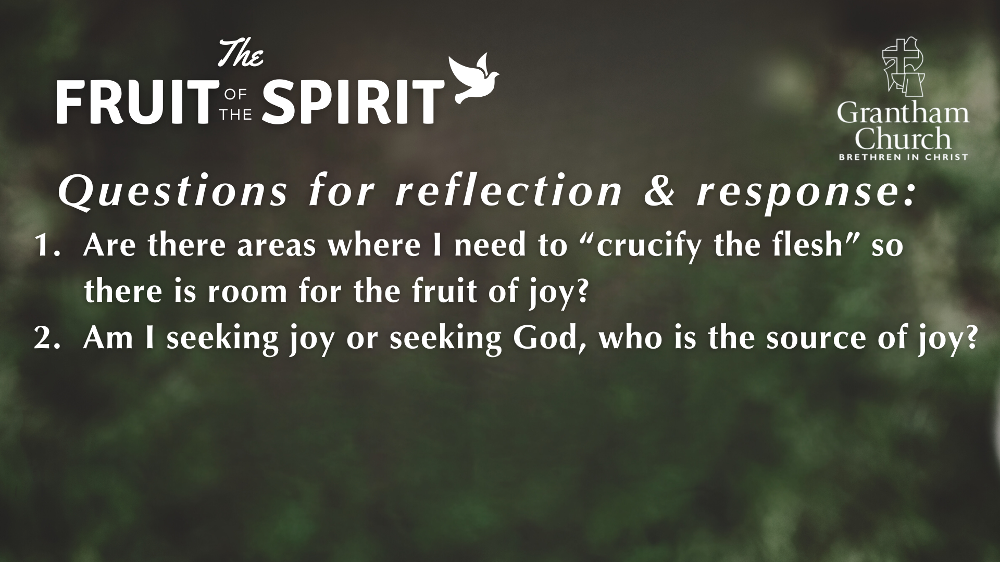 The
FRUIT OF THE SPIRIT
Grantham
Church
BRETHREN IN CHRIST
Questions for reflection & response:
1. Are there areas where I need to “crucify the flesh” so
there is room for the fruit of joy?
2. Am I seeking joy or seeking God, who is the source of joy?